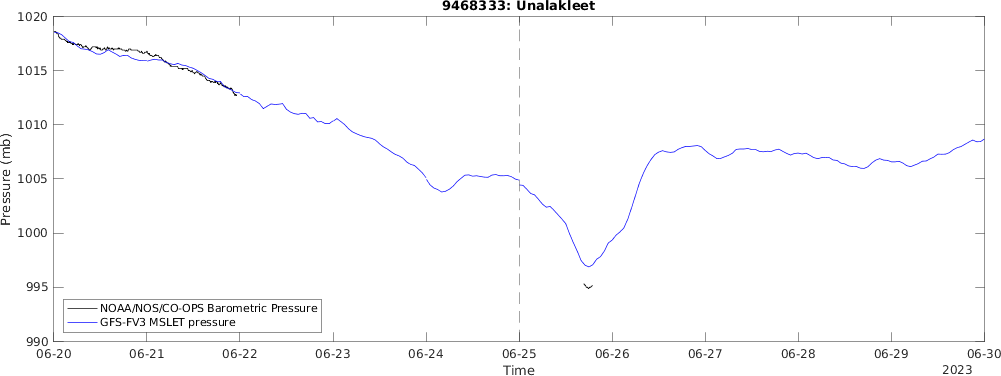 9468333: Unalakleet
1020
1015
1010
1005
1000
995
990
Pressure (mb)
NOAA/NOS/CO-OPS Barometric Pressure
GFS-FV3 MSLET pressure
06-20 06-21 06-22 06-23 06-24 06-25 06-26 06-27 06-28 06-29 06-30
Time
2023